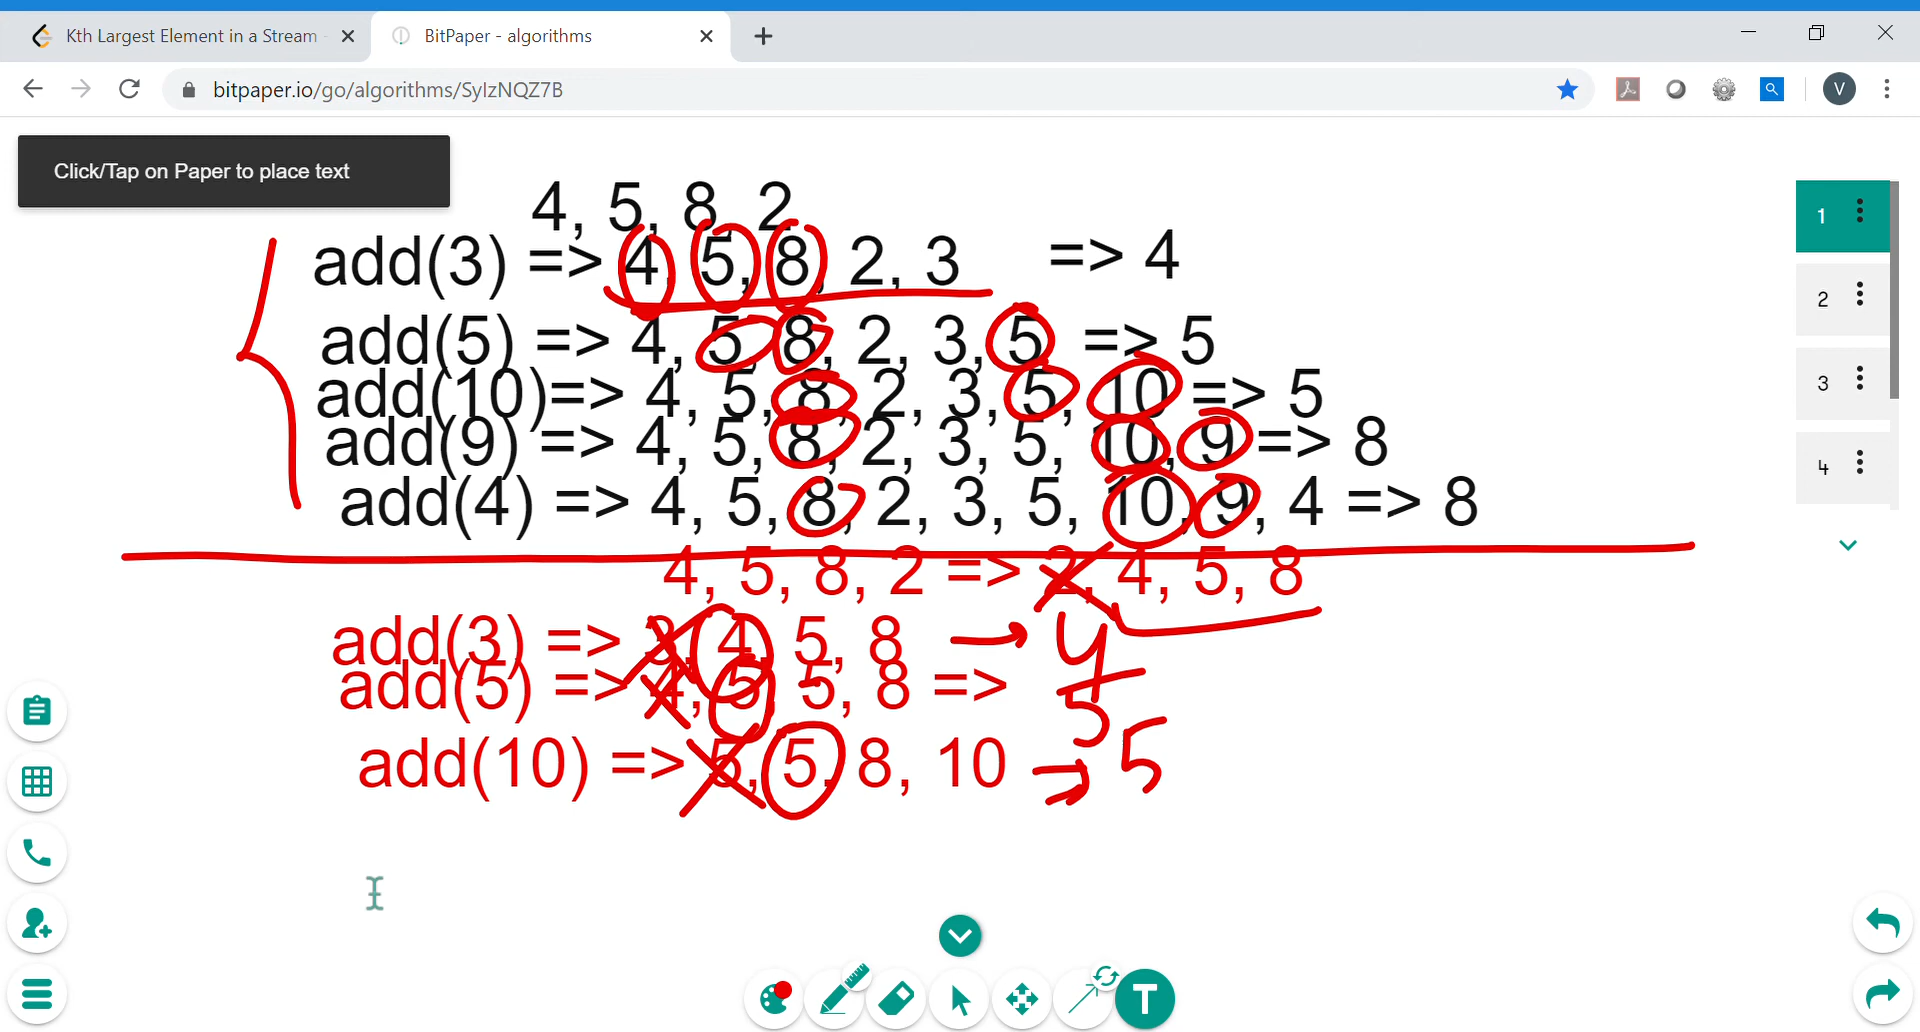 Kth Largest Element in a Stream
BitPaper - algorithms
bitpaper.io/go/algorithms/SyIzNQZ7B
V
Click/Tap on Paper to place text
4, 5, 8, 2
add(3) => 4, 5, 8, 2, 3 => 4
add(5) => 4, 5, 8, 2, 3, 5 => 5
add(10)=> 4, 5, 8, 2, 3, 5, 10 => 5
add(9) => 4, 5, 8, 2, 3, 5, 10, 9 => 8
add(4) => 4, 5, 8, 2, 3, 5, 10, 9, 4 => 8
4, 5, 8, 2 => 2, 4, 5, 8
add(3) => 3, 4, 5, 8 → 4
add(5) => 4, 5, 5, 8 => 5
add(10) => 5, 5, 8, 10 → 5
1
2
3
4
T